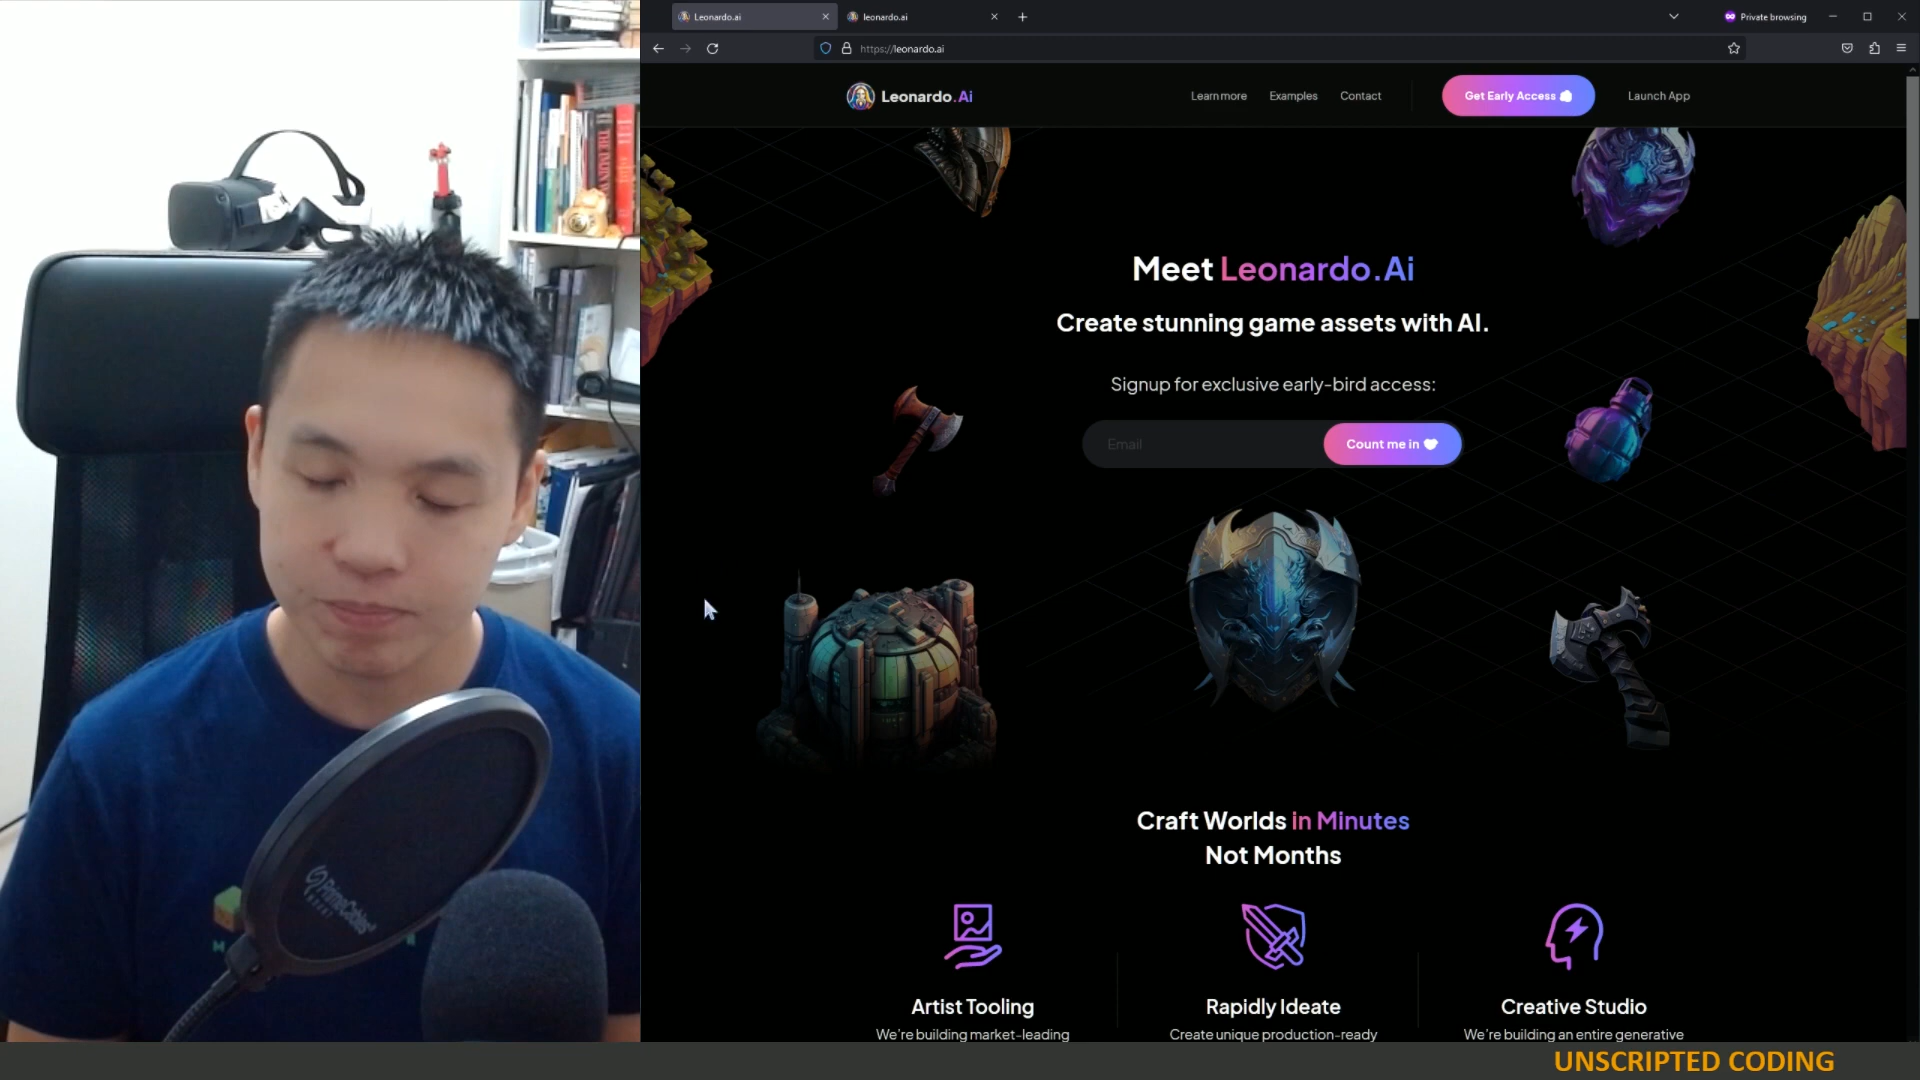 Leonardo.ai
leonardo.ai
Private browsing
https://leonardo.ai
Leonardo.Ai
Learn more
Examples
Contact
Get Early Access
Launch App
Meet Leonardo.Ai
Create stunning game assets with AI.
Signup for exclusive early-bird access:
Email
Count me in
Craft Worlds in Minutes
Not Months
Artist Tooling
We're building market-leading
Rapidly Ideate
Create unique production-ready
Creative Studio
We're building an entire generative
PrimeCables
UNSCRIPTED CODING